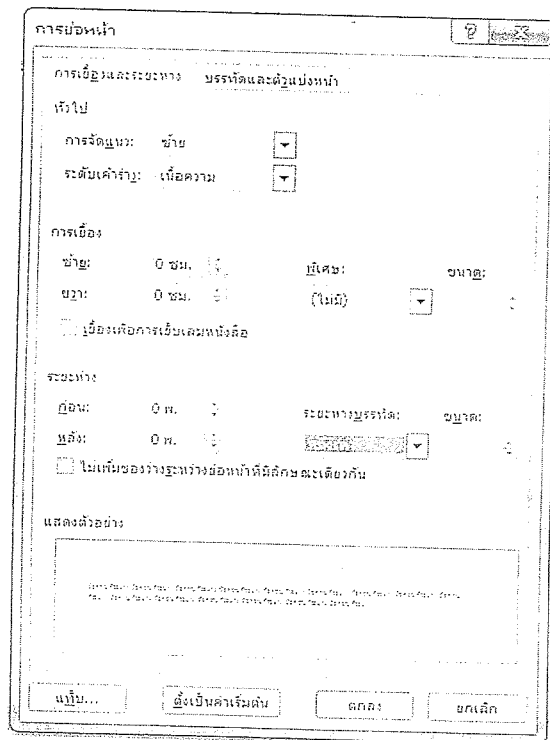 การย่อหน้า
การเยื้องและระยะห่าง บรรทัดและตัวแบ่งหน้า
ทั่วไป
การจัดแนว: ซ้าย
ระดับเค้าร่าง: เนื้อความ
การเยื้อง
ซ้าย: 0 ซม. พิเศษ: ขนาด:
ขวา: 0 ซม. (ไม่มี)
เยื้องเพื่อการเย็บเล่มหนังสือ
ระยะห่าง
ก่อน: 0 พ. ระยะห่างบรรทัด: ขนาด:
หลัง: 0 พ.
ไม่เพิ่มช่องว่างระหว่างย่อหน้าที่มีลักษณะเดียวกัน
แสดงตัวอย่าง
แท็บ... ตั้งเป็นค่าเริ่มต้น ตกลง ยกเลิก